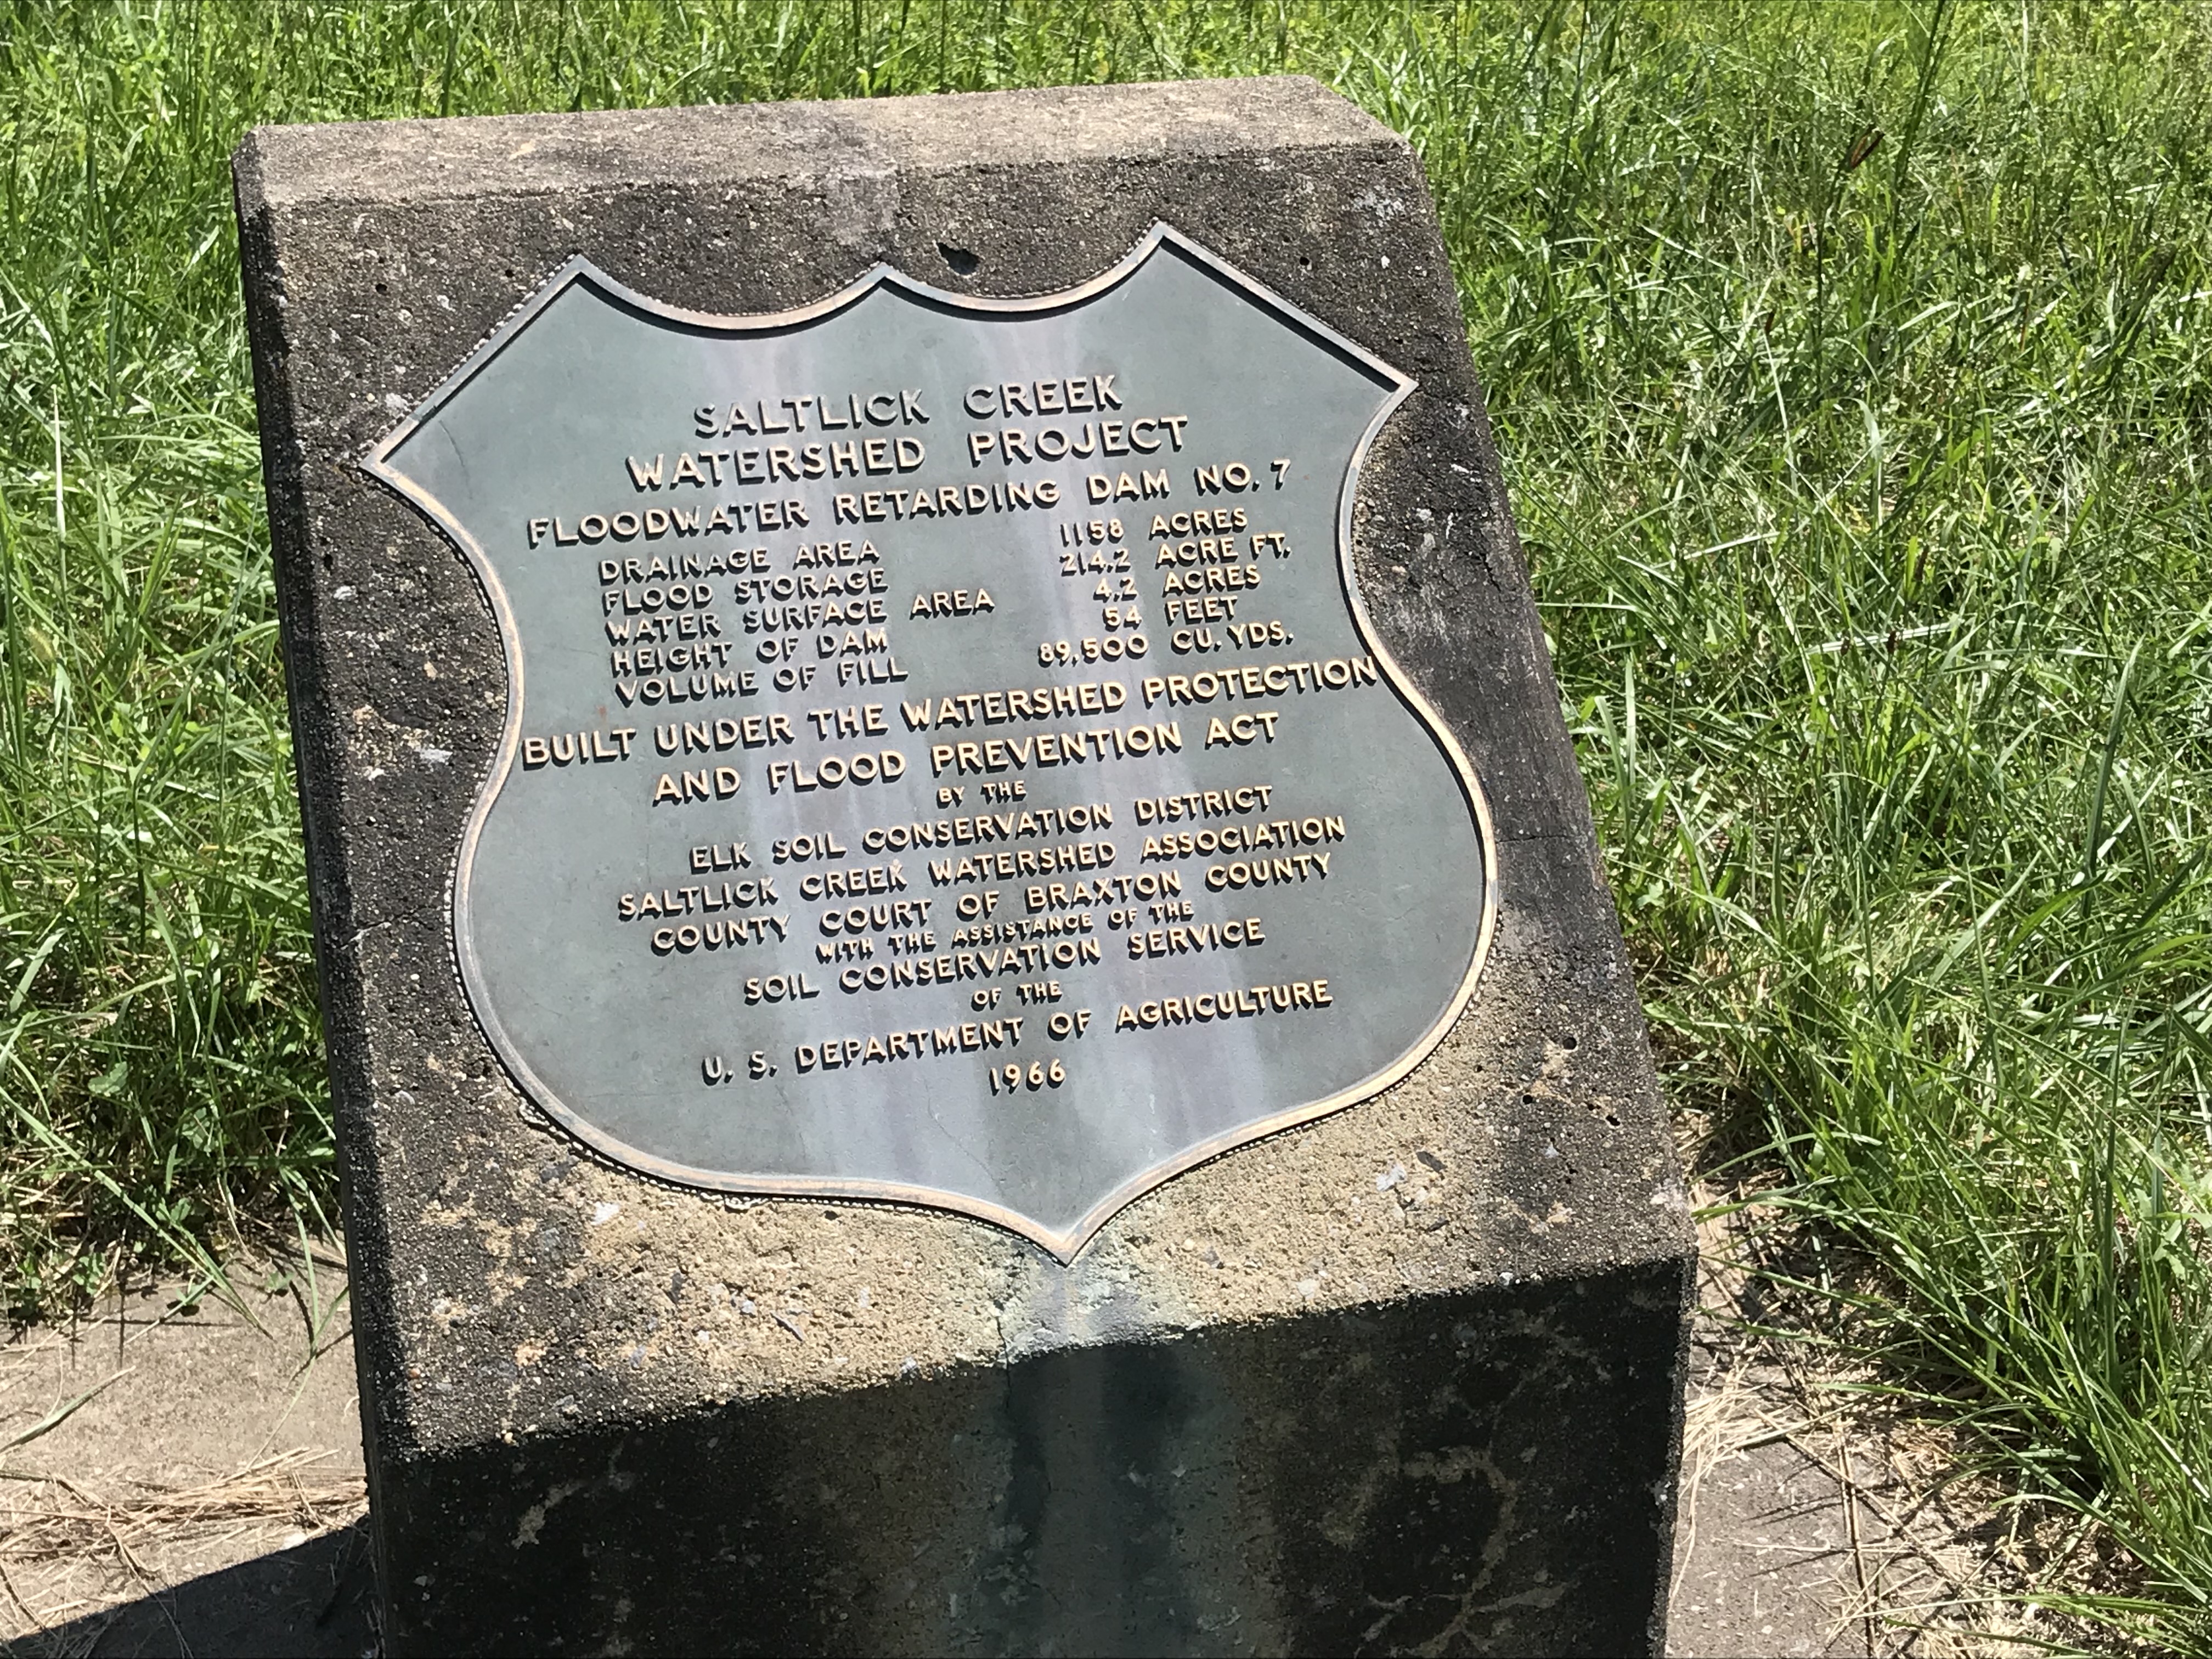 SALTLICK CREEK
WATERSHED PROJECT
FLOODWATER RETARDING DAM NO. 7
DRAINAGE AREA 1158 ACRES
FLOOD STORAGE 214.2 ACRE FT.
WATER SURFACE AREA 4.2 ACRES
HEIGHT OF DAM 54 FEET
VOLUME OF FILL 89,500 CU. YDS.
BUILT UNDER THE WATERSHED PROTECTION
AND FLOOD PREVENTION ACT
BY THE
ELK SOIL CONSERVATION DISTRICT
SALTLICK CREEK WATERSHED ASSOCIATION
COUNTY COURT OF BRAXTON COUNTY
WITH THE ASSISTANCE OF THE
SOIL CONSERVATION SERVICE
OF THE
U. S. DEPARTMENT OF AGRICULTURE
1966